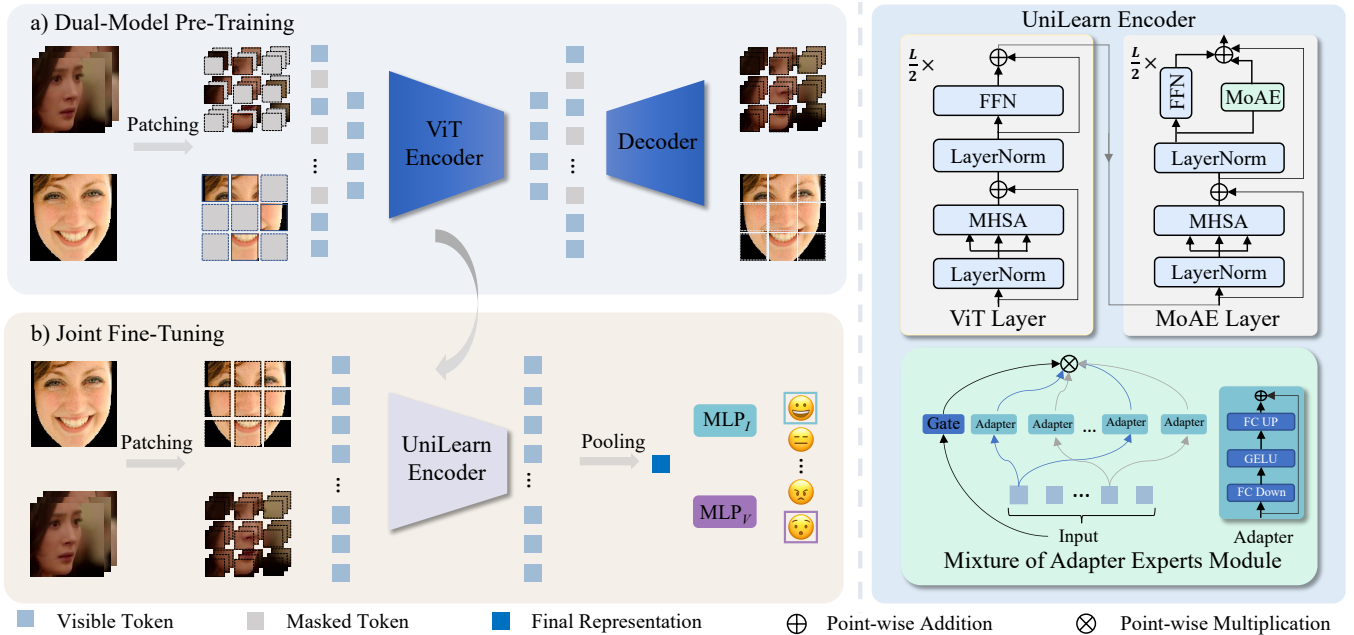 a) Dual-Model Pre-Training
Patching
ViT
Encoder
Decoder
b) Joint Fine-Tuning
Patching
UniLearn
Encoder
Pooling
MLP_I
MLP_V
UniLearn Encoder
L/2 ×
FFN
LayerNorm
MHSA
LayerNorm
ViT Layer
L/2 ×
FFN
MoAE
LayerNorm
MHSA
LayerNorm
MoAE Layer
Gate
Adapter
Adapter
...
Adapter
Adapter
...
Input
FC UP
GELU
FC Down
Adapter
Mixture of Adapter Experts Module
Visible Token
Masked Token
Final Representation
Point-wise Addition
Point-wise Multiplication